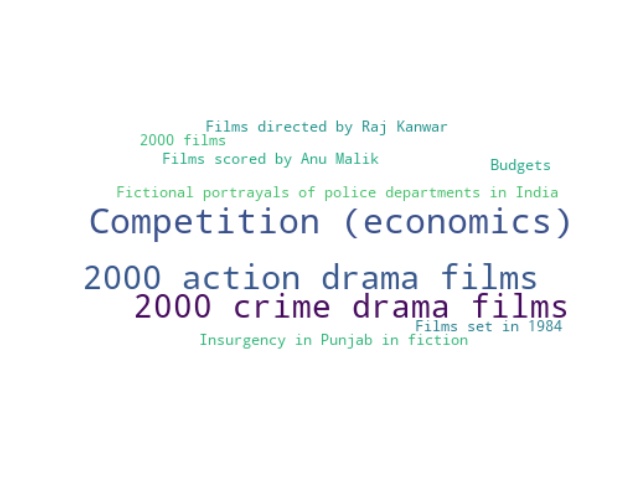 Films directed by Raj Kanwar
2000 films
Films scored by Anu Malik
Budgets
Fictional portrayals of police departments in India
Competition (economics)
2000 action drama films
2000 crime drama films
Films set in 1984
Insurgency in Punjab in fiction